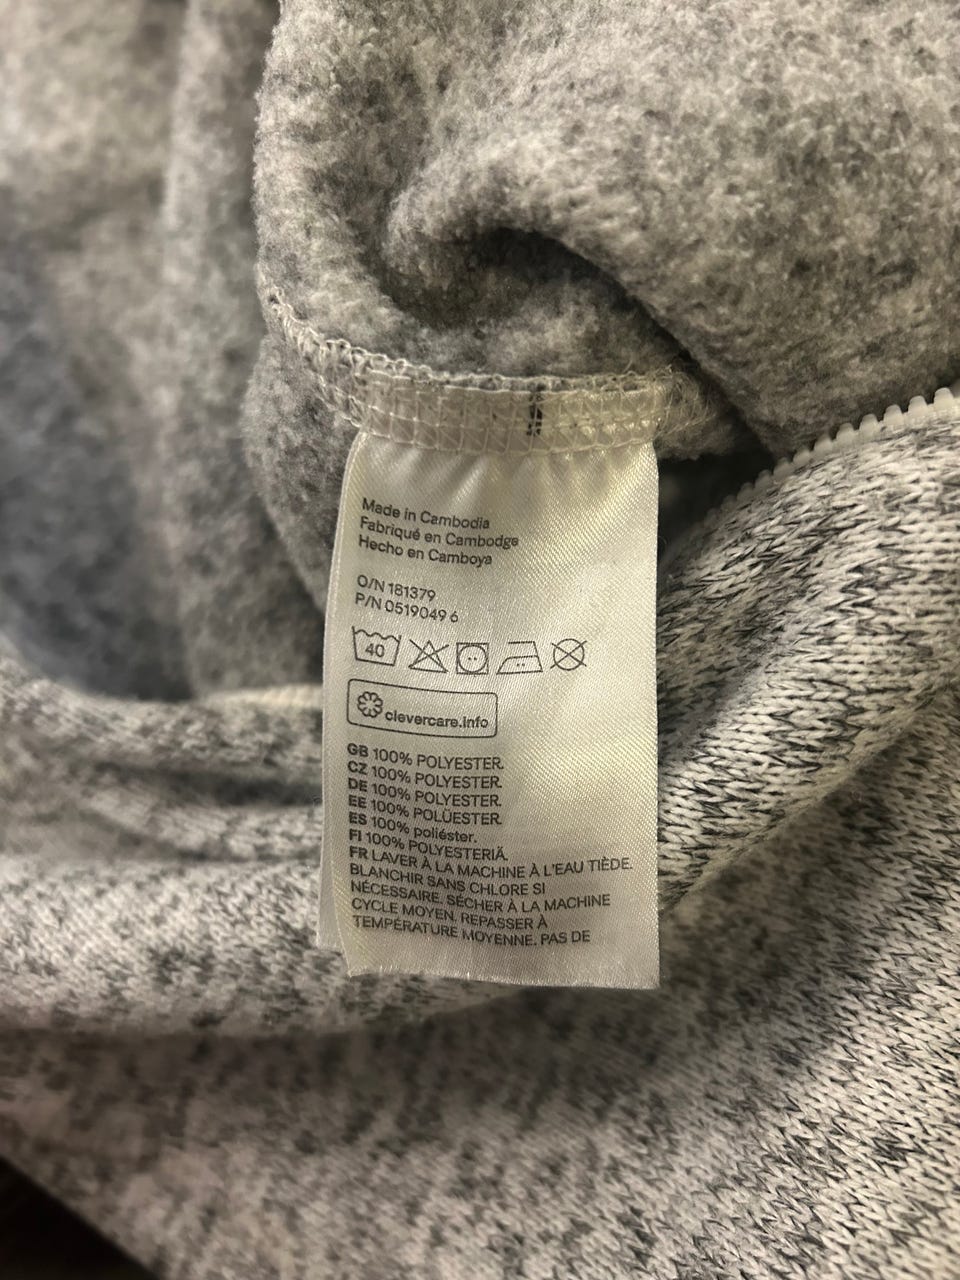 Made in Cambodia
Fabriqué en Cambodge
Hecho en Camboya
O/N 181379
P/N 0519049 6
40
clevercare.info
GB 100% POLYESTER.
CZ 100% POLYESTER.
DE 100% POLYESTER.
EE 100% POLÜESTER.
ES 100% poliéster.
FI 100% POLYESTERIÄ.
FR LAVER À LA MACHINE À L'EAU TIÈDE.
BLANCHIR SANS CHLORE SI
NÉCESSAIRE. SÉCHER À LA MACHINE
CYCLE MOYEN. REPASSER À
TEMPÉRATURE MOYENNE. PAS DE